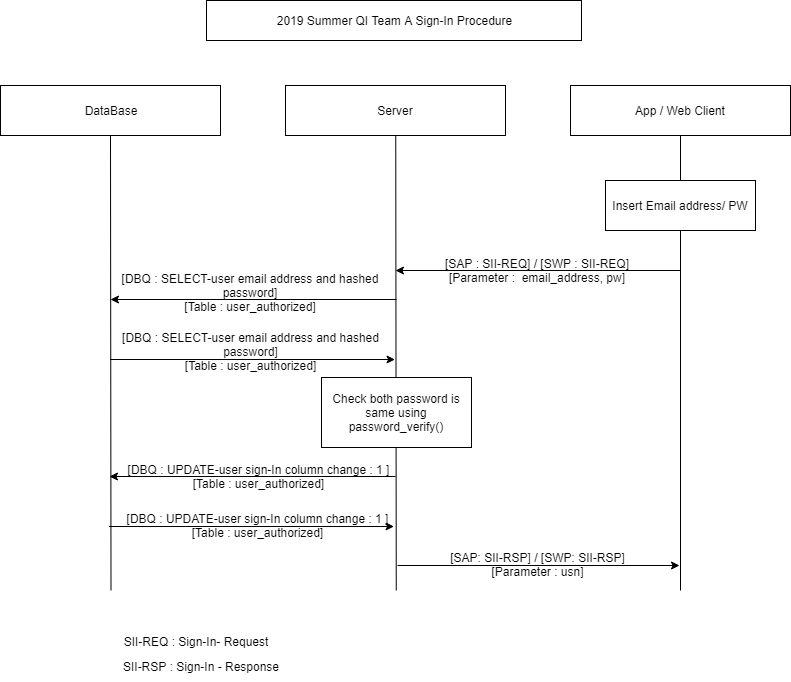 2019 Summer QI Team A Sign-In Procedure
DataBase
Server
App / Web Client
Insert Email address/ PW
[SAP : SII-REQ] / [SWP : SII-REQ]
[Parameter : email_address, pw]
[DBQ : SELECT-user email address and hashed
password]
[Table : user_authorized]
[DBQ : SELECT-user email address and hashed
password]
[Table : user_authorized]
Check both password is
same using
password_verify()
[DBQ : UPDATE-user sign-In column change : 1 ]
[Table : user_authorized]
[DBQ : UPDATE-user sign-In column change : 1 ]
[Table : user_authorized]
[SAP: SII-RSP] / [SWP: SII-RSP]
[Parameter : usn]
SII-REQ : Sign-In- Request
SII-RSP : Sign-In - Response